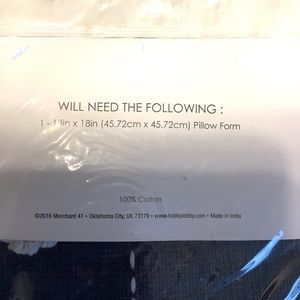 WILL NEED THE FOLLOWING :
1 - 18in x 18in (45.72cm x 45.72cm) Pillow Form
100% Cotton
©2016 Merchant 41 • Oklahoma City, OK 73179 • www.hobbylobby.com • Made in India